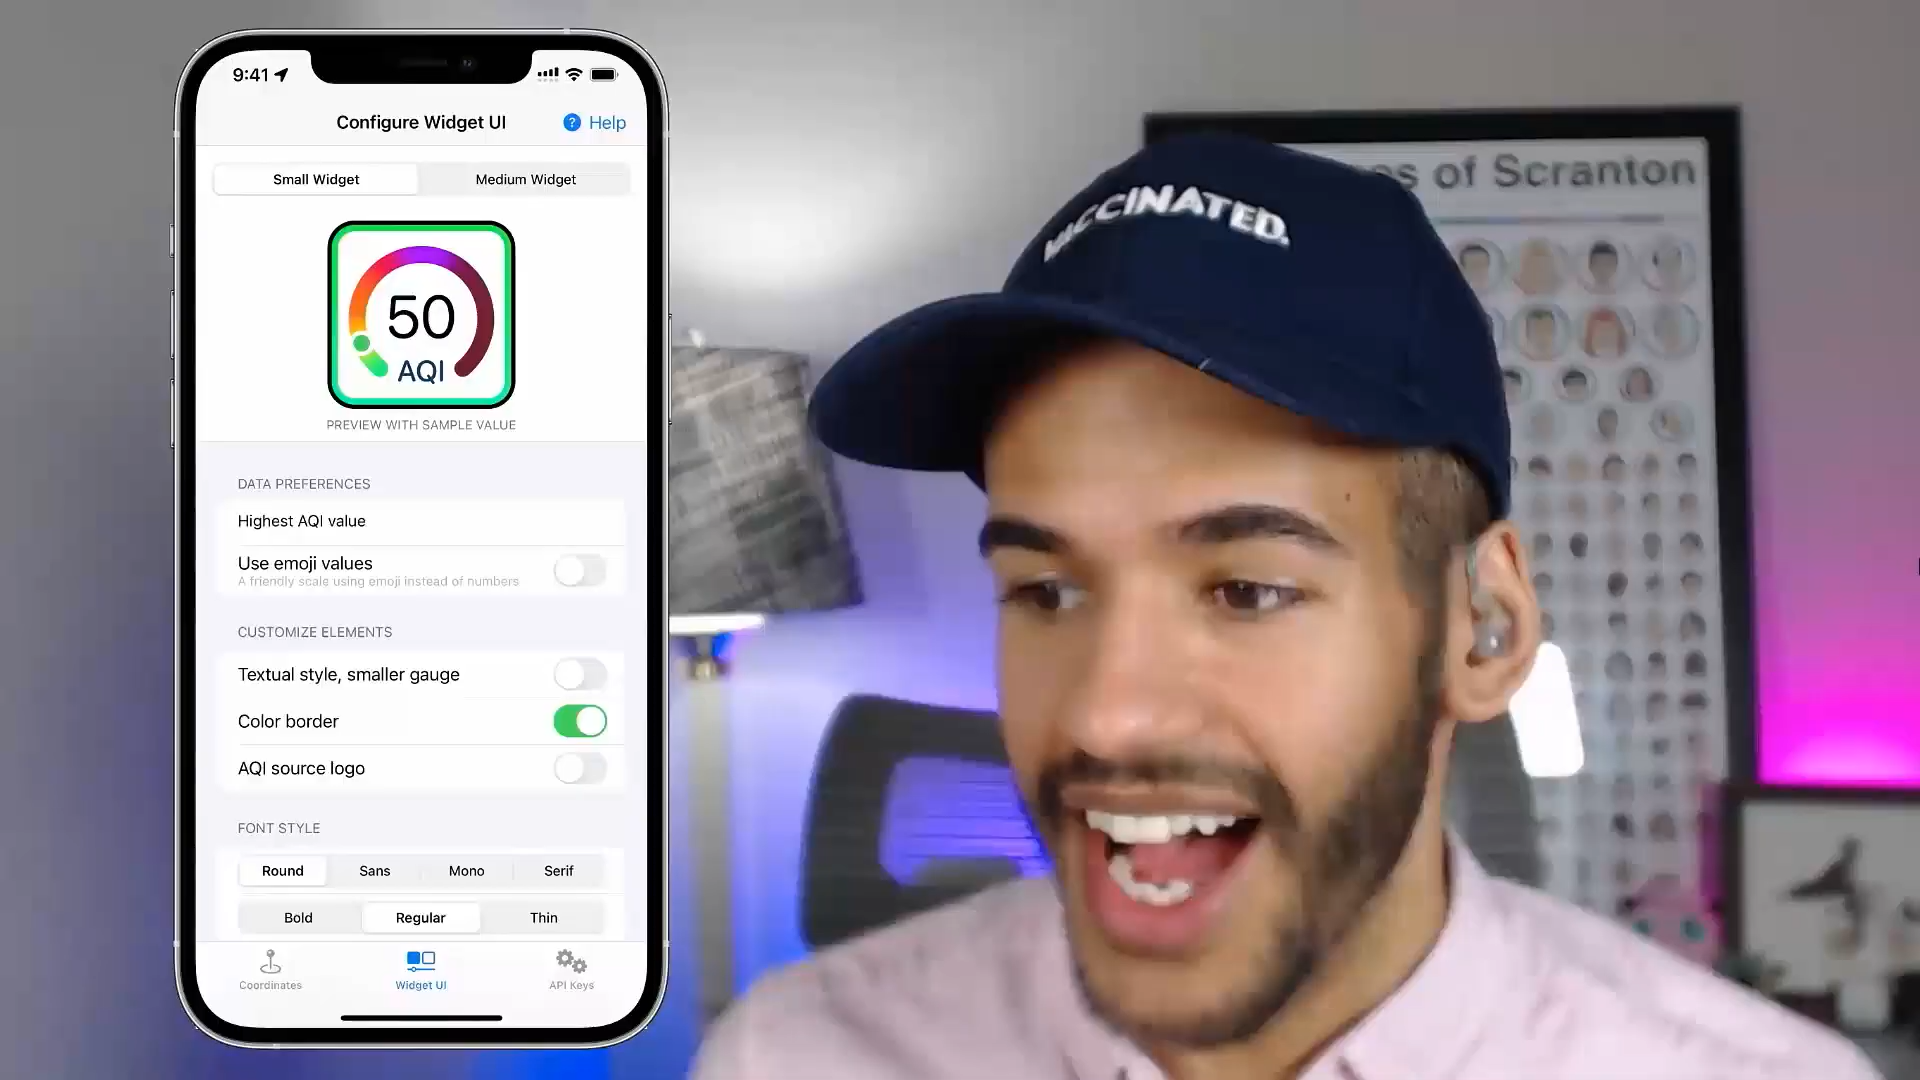 9:41
Configure Widget UI
? Help
Small Widget
Medium Widget
50
AQI
PREVIEW WITH SAMPLE VALUE
DATA PREFERENCES
Highest AQI value
Use emoji values
A friendly scale using emoji instead of numbers
CUSTOMIZE ELEMENTS
Textual style, smaller gauge
Color border
AQI source logo
FONT STYLE
Round
Sans
Mono
Serif
Bold
Regular
Thin
Coordinates
Widget UI
API Keys
VACCINATED.
of Scranton